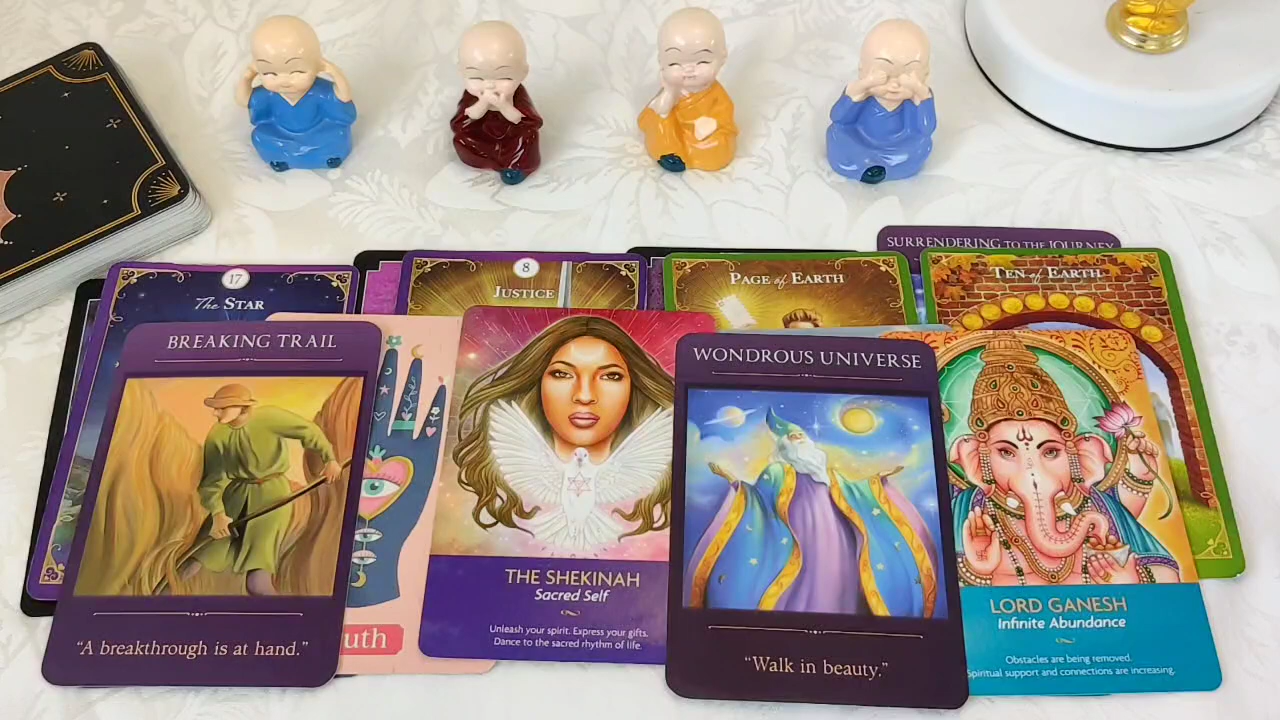 SURRENDERING TO THE JOURNEY
17
The STAR
8
JUSTICE
PAGE of EARTH
TEN of EARTH
BREAKING TRAIL
"A breakthrough is at hand."
uth
THE SHEKINAH
Sacred Self
Unleash your spirit. Express your gifts.
Dance to the sacred rhythm of life.
WONDROUS UNIVERSE
"Walk in beauty."
LORD GANESH
Infinite Abundance
Obstacles are being removed.
Spiritual support and connections are increasing.